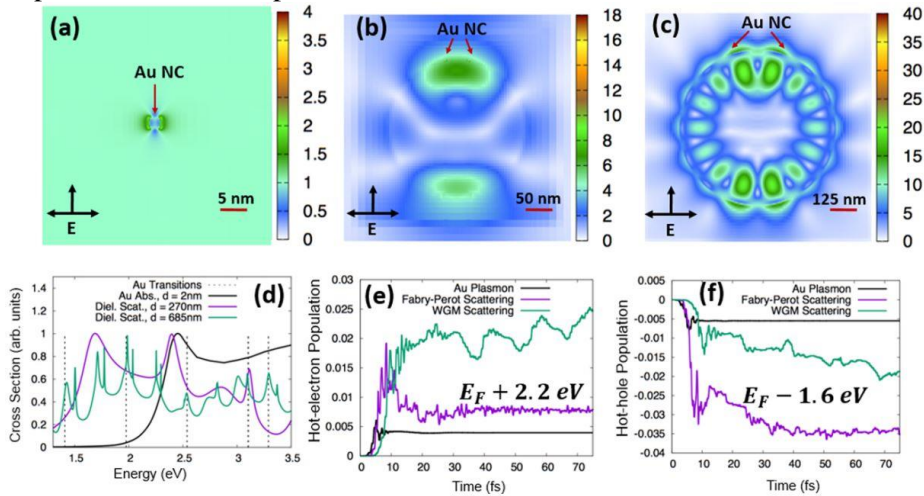 (a)
Au NC
E
5 nm
4
3.5
3
2.5
2
1.5
1
0.5
0
(b)
Au NC
E
50 nm
18
16
14
12
10
8
6
4
2
0
(c)
Au NC
E
125 nm
40
35
30
25
20
15
10
5
0
(d)
Au Transitions
Au Abs., d = 2nm
Diel. Scat., d = 270nm
Diel. Scat., d = 685nm
Cross Section (arb. units)
1.4
1.2
1
0.8
0.6
0.4
0.2
0
1.5 2 2.5 3 3.5
Energy (eV)
(e)
Au Plasmon
Fabry-Perot Scattering
WGM Scattering
Hot-electron Population
0.03
0.025
0.02
0.015
0.01
0.005
0
E_F + 2.2 eV
0 10 20 30 40 50 60 70
Time (fs)
(f)
Au Plasmon
Fabry-Perot Scattering
WGM Scattering
Hot-hole Population
0.005
0
-0.005
-0.01
-0.015
-0.02
-0.025
-0.03
-0.035
-0.04
E_F − 1.6 eV
0 10 20 30 40 50 60 70
Time (fs)